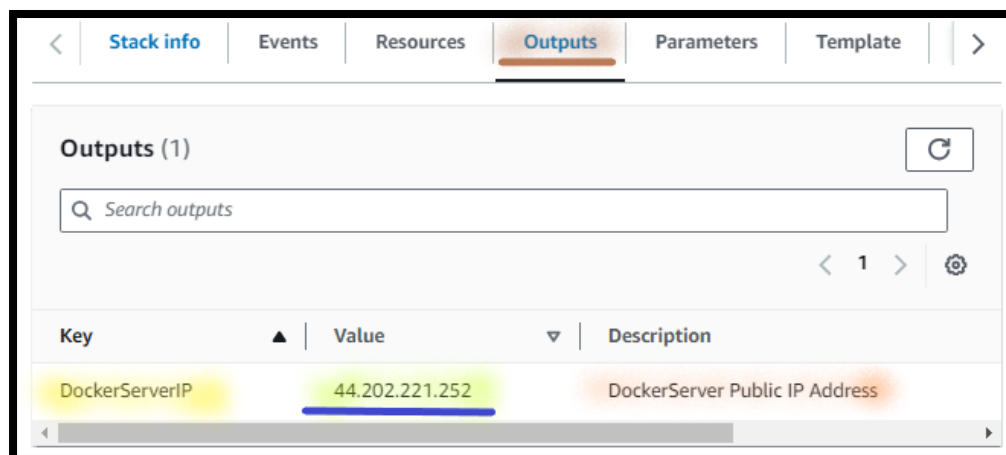 Stack info Events Resources Outputs Parameters Template
Outputs (1)
Search outputs
1
Key Value Description
DockerServerIP 44.202.221.252 DockerServer Public IP Address